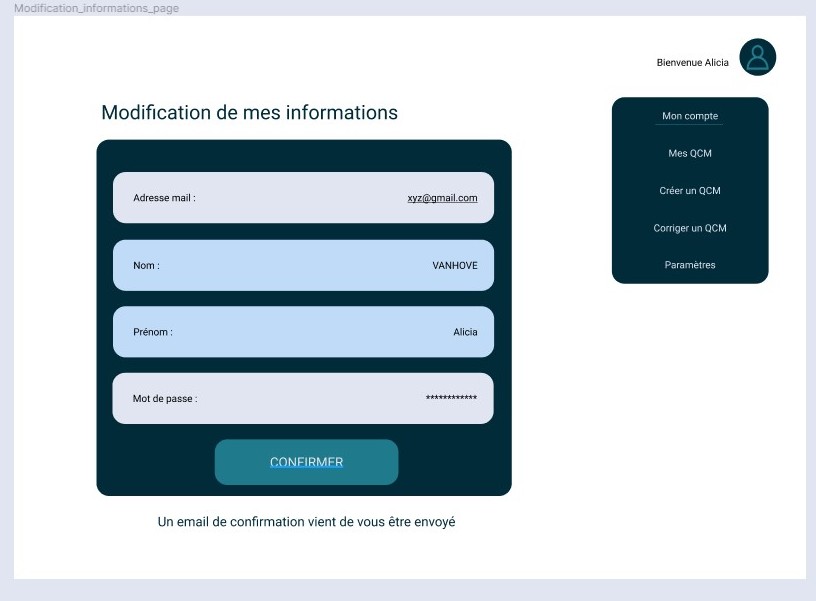 Modification_informations_page
Bienvenue Alicia
Modification de mes informations
Mon compte
Mes QCM
Créer un QCM
Corriger un QCM
Paramètres
Adresse mail : xyz@gmail.com
Nom : VANHOVE
Prénom : Alicia
Mot de passe : ************
CONFIRMER
Un email de confirmation vient de vous être envoyé